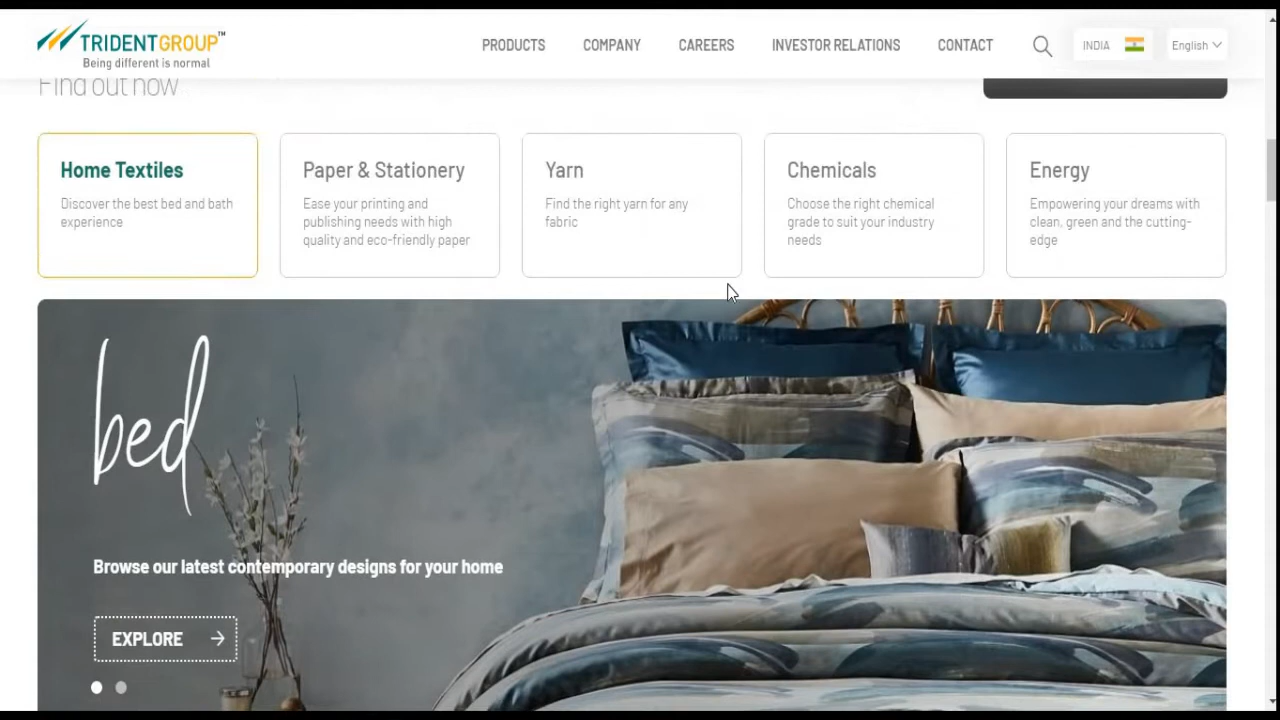 TRIDENTGROUP™
Being different is normal
PRODUCTS
COMPANY
CAREERS
INVESTOR RELATIONS
CONTACT
INDIA
English
Find out now
Home Textiles
Discover the best bed and bath
experience
Paper & Stationery
Ease your printing and
publishing needs with high
quality and eco-friendly paper
Yarn
Find the right yarn for any
fabric
Chemicals
Choose the right chemical
grade to suit your industry
needs
Energy
Empowering your dreams with
clean, green and the cutting-
edge
bed
Browse our latest contemporary designs for your home
EXPLORE